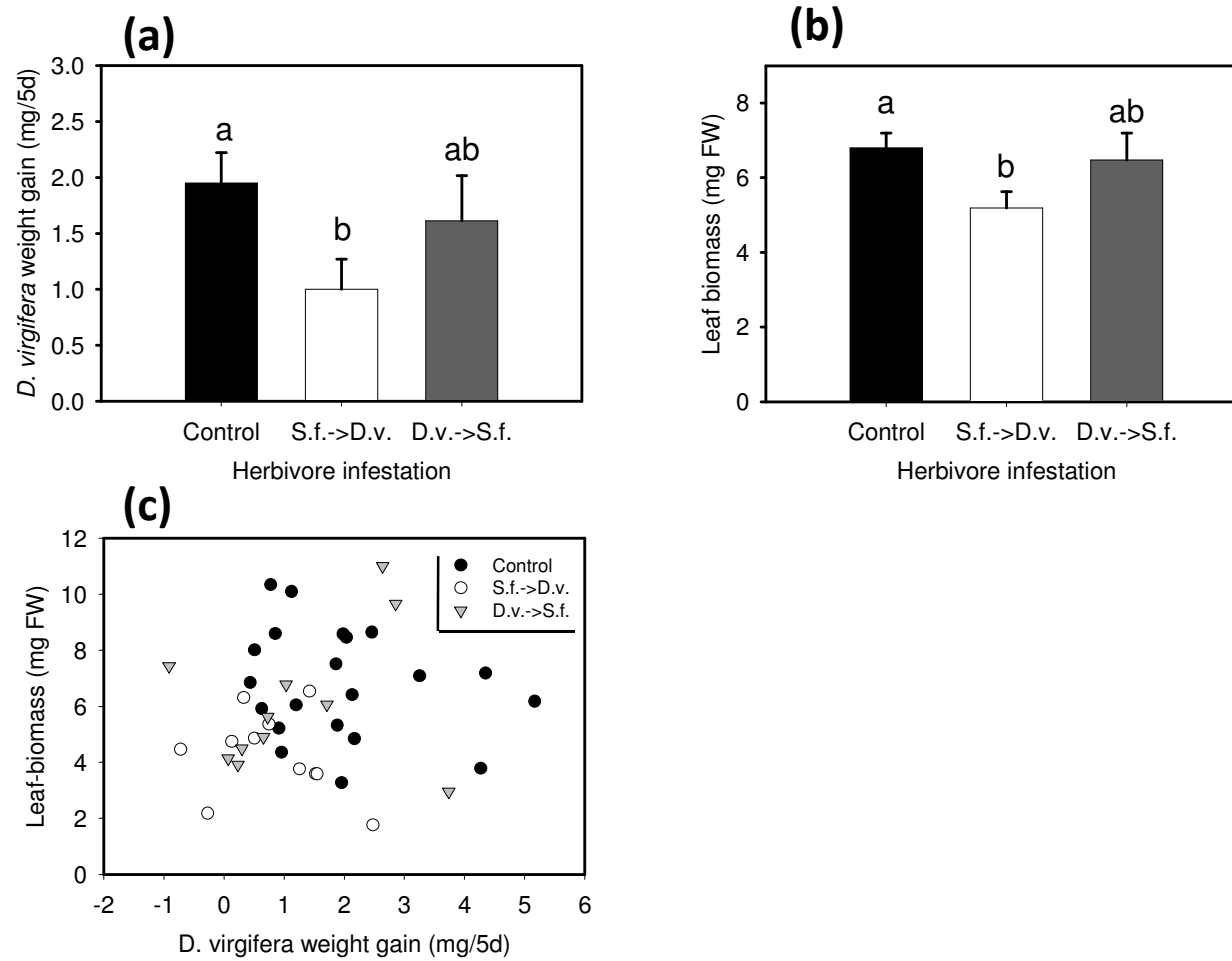 (a)
D. virgifera weight gain (mg/5d)
3.0
2.5
2.0
1.5
1.0
0.5
0.0
a
b
ab
Control S.f.->D.v. D.v.->S.f.
Herbivore infestation
(b)
Leaf biomass (mg FW)
8
6
4
2
0
a
b
ab
Control S.f.->D.v. D.v.->S.f.
Herbivore infestation
(c)
Leaf-biomass (mg FW)
12
10
8
6
4
2
0
Control
S.f.->D.v.
D.v.->S.f.
-2 -1 0 1 2 3 4 5 6
D. virgifera weight gain (mg/5d)